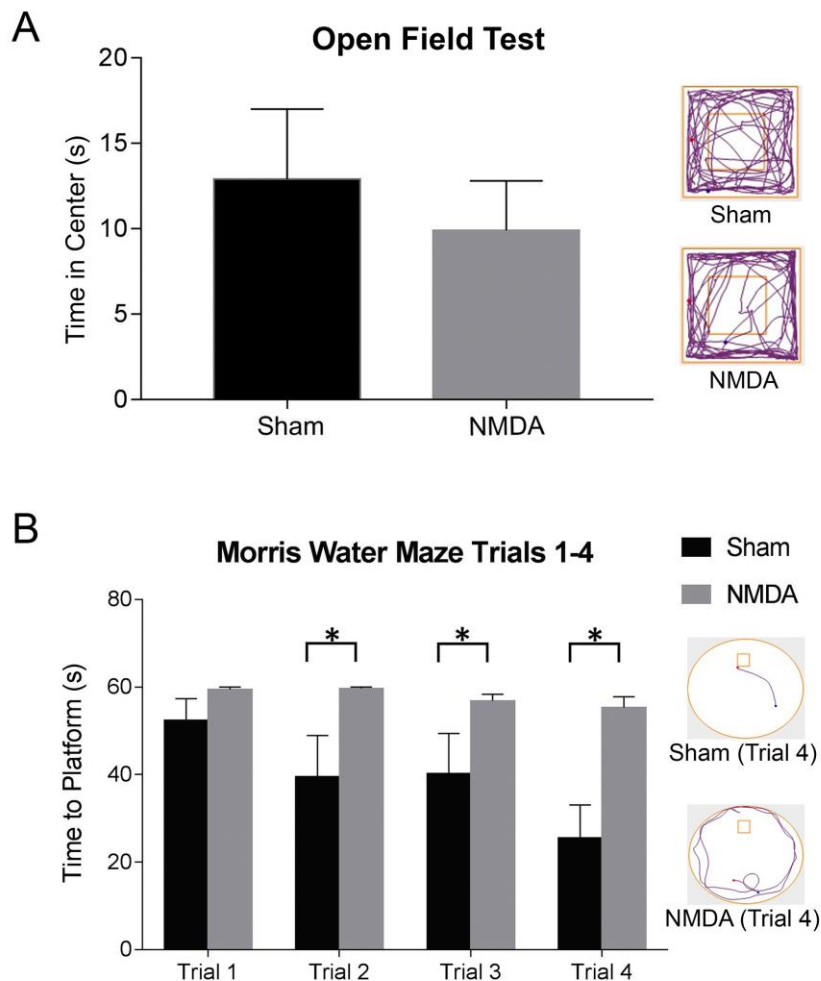 A
Open Field Test
20
15
10
5
0
Time in Center (s)
Sham
NMDA
Sham
NMDA
B
Morris Water Maze Trials 1-4
Sham
NMDA
80
60
40
20
0
Time to Platform (s)
*
*
*
Trial 1
Trial 2
Trial 3
Trial 4
Sham (Trial 4)
NMDA (Trial 4)